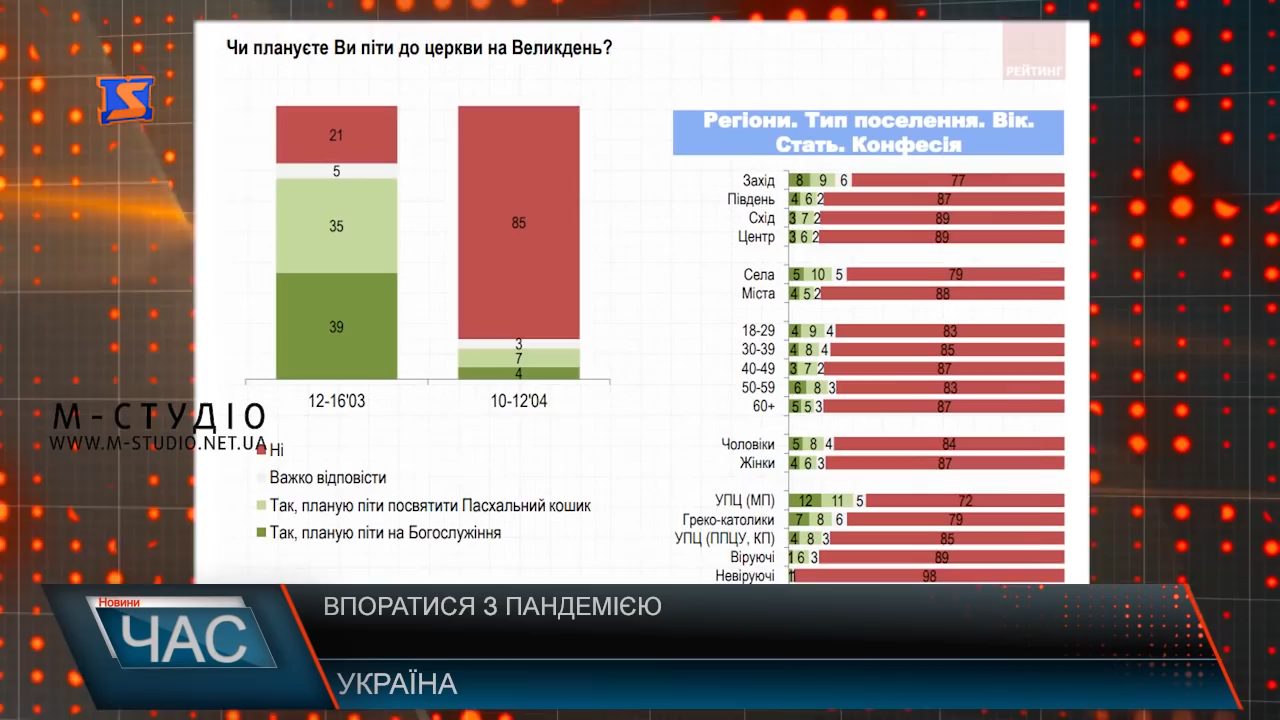 Чи плануєте Ви піти до церкви на Великдень?
РЕЙТИНГ
S
21
5
35
39
85
3
7
4
12-16'03
10-12'04
Ні
Важко відповісти
Так, планую піти посвятити Пасхальний кошик
Так, планую піти на Богослужіння
Регіони. Тип поселення. Вік.
Стать. Конфесія
Захід 8 9 6 77
Південь 4 6 2 87
Схід 3 7 2 89
Центр 3 6 2 89
Села 5 10 5 79
Міста 4 5 2 88
18-29 4 9 4 83
30-39 4 8 4 85
40-49 3 7 2 87
50-59 6 8 3 83
60+ 5 5 3 87
Чоловіки 5 8 4 84
Жінки 4 6 3 87
УПЦ (МП) 12 11 5 72
Греко-католики 7 8 6 79
УПЦ (ППЦУ, КП) 4 8 3 85
Віруючі 1 6 3 89
Невіруючі 1 98
М-СТУДІО
WWW.M-STUDIO.NET.UA
Новини
ЧАС
ВПОРАТИСЯ З ПАНДЕМІЄЮ
УКРАЇНА